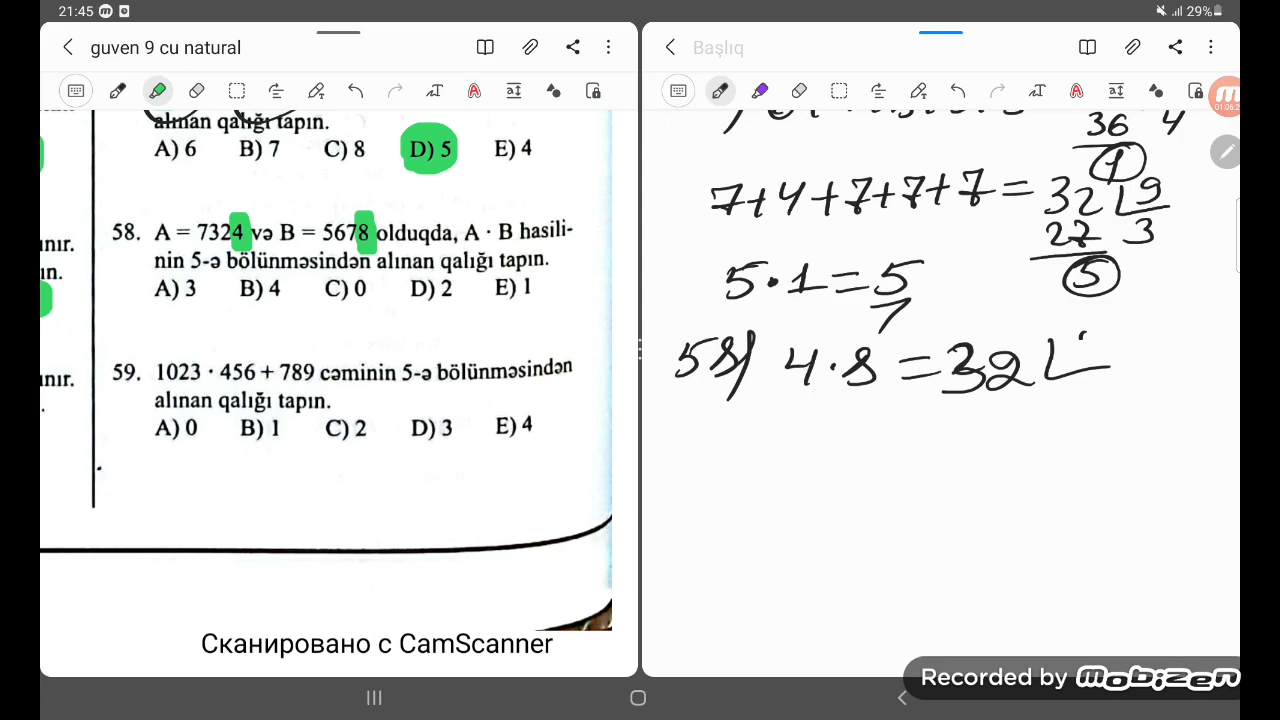 21:45
29%
guven 9 cu natural
alınan qalığı tapın.
A) 6 B) 7 C) 8 D) 5 E) 4
58. A = 7324 və B = 5678 olduqda, A · B hasili-
nin 5-ə bölünməsindən alınan qalığı tapın.
A) 3 B) 4 C) 0 D) 2 E) 1
59. 1023 · 456 + 789 cəminin 5-ə bölünməsindən
alınan qalığı tapın.
A) 0 B) 1 C) 2 D) 3 E) 4
ınır.
ın.
ınır.
Сканировано с CamScanner
Başlıq
36 4
1
7+4+7+7+7=32 9
27 3
5
5·1=5
58) 4·8=32
Recorded by mobizen